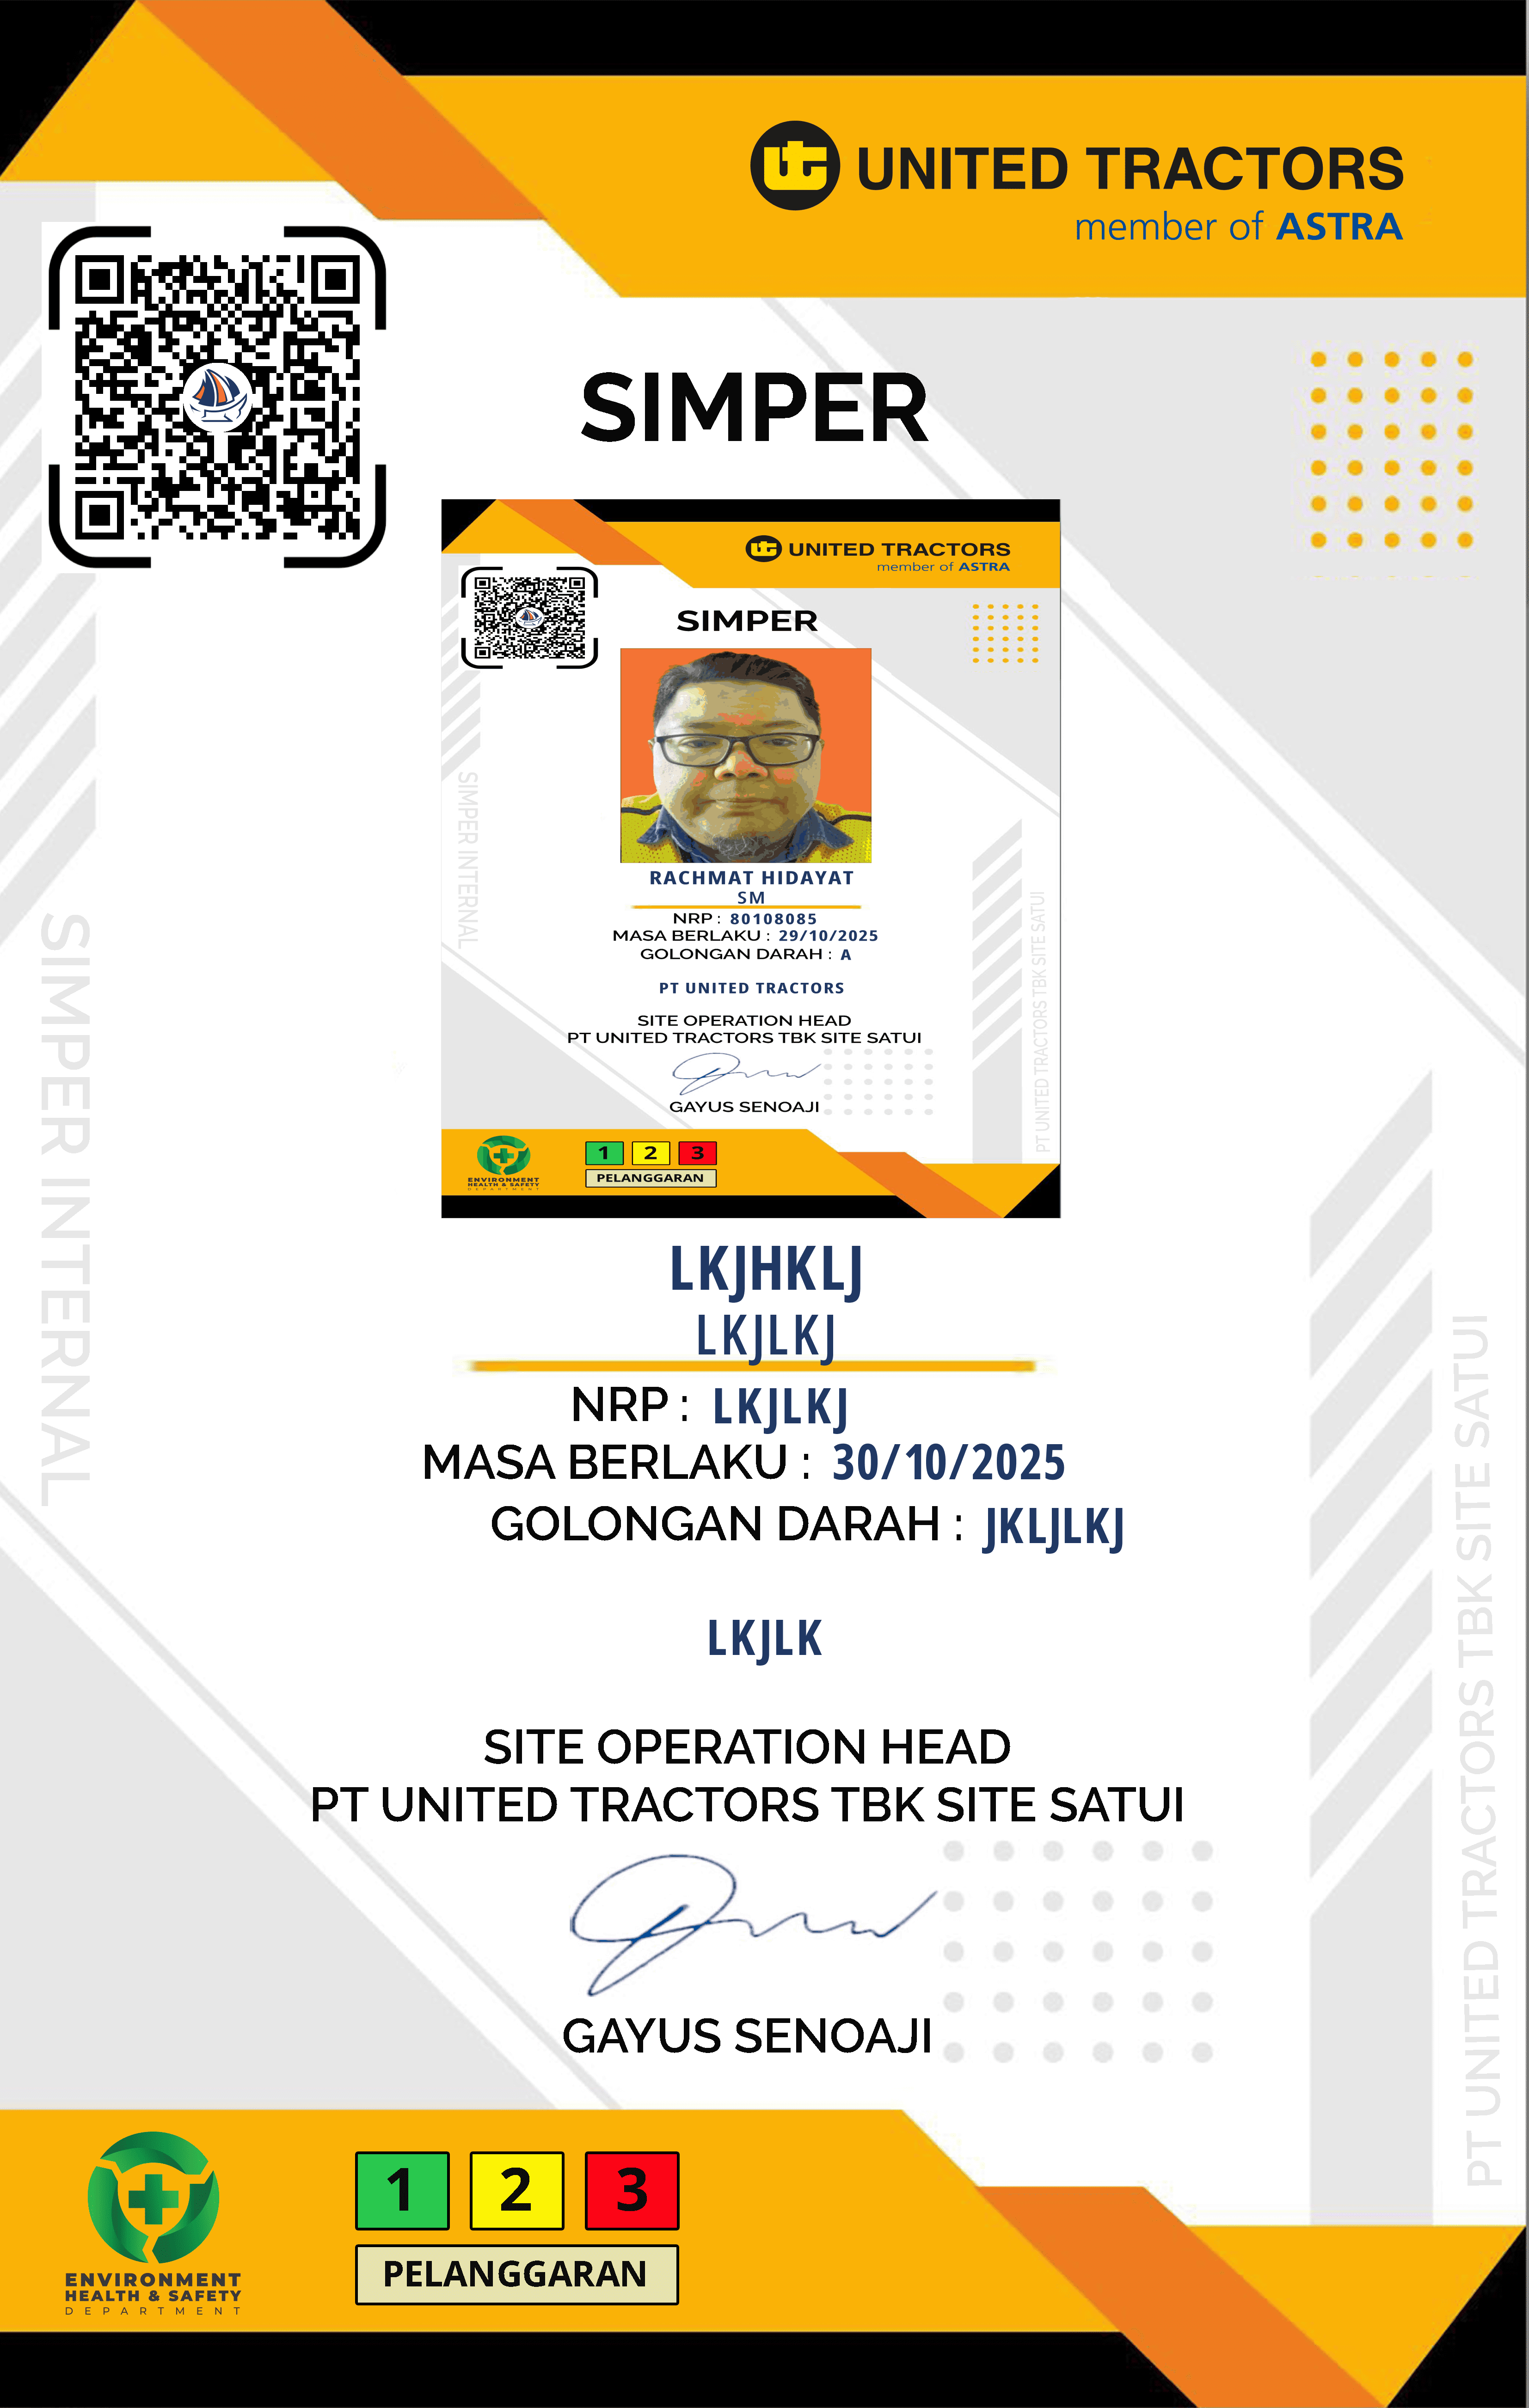 UNITED TRACTORS
member of ASTRA
SIMPER
UNITED TRACTORS
member of ASTRA
SIMPER
SIMPER INTERNAL
RACHMAT HIDAYAT
SM
NRP : 80108085
MASA BERLAKU : 29/10/2025
GOLONGAN DARAH : A
PT UNITED TRACTORS
SITE OPERATION HEAD
PT UNITED TRACTORS TBK SITE SATUI
GAYUS SENOAJI
PT UNITED TRACTORS TBK SITE SATUI
ENVIRONMENT
HEALTH & SAFETY
DEPARTMENT
1 2 3
PELANGGARAN
SIMPER INTERNAL
LKJHKLJ
LKJLKJ
NRP : LKJLKJ
MASA BERLAKU : 30/10/2025
GOLONGAN DARAH : JKLJLKJ
LKJLK
SITE OPERATION HEAD
PT UNITED TRACTORS TBK SITE SATUI
GAYUS SENOAJI
PT UNITED TRACTORS TBK SITE SATUI
ENVIRONMENT
HEALTH & SAFETY
DEPARTMENT
1 2 3
PELANGGARAN